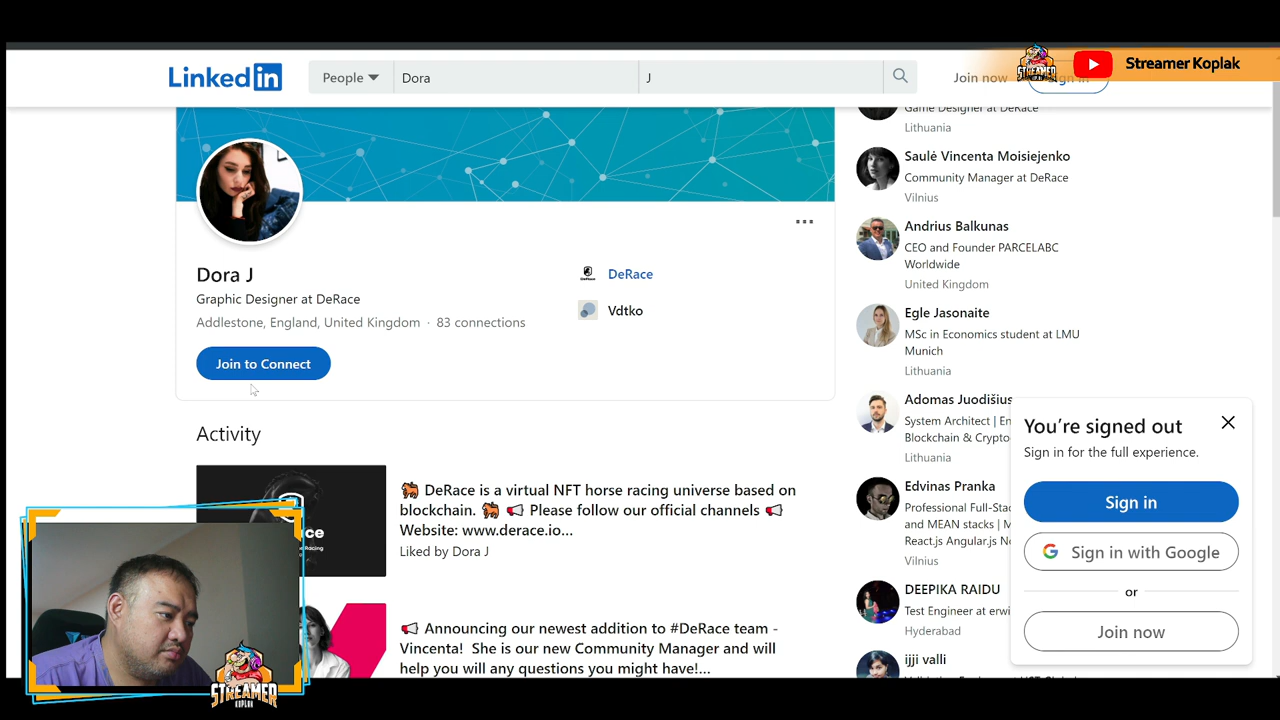 LinkedIn
People
Dora
J
Join now
Streamer Koplak
STREAMER
Dora J
Graphic Designer at DeRace
Addlestone, England, United Kingdom · 83 connections
Join to Connect
DeRace
Vdtko
Activity
🐎 DeRace is a virtual NFT horse racing universe based on
blockchain. 🐎 📢 Please follow our official channels 📢
Website: www.derace.io...
Liked by Dora J
📢 Announcing our newest addition to #DeRace team -
Vincenta! She is our new Community Manager and will
help you will any questions you might have!...
STREAMER
KOPLAK
Game Designer at DeRace
Lithuania
Saulė Vincenta Moisiejenko
Community Manager at DeRace
Vilnius
Andrius Balkunas
CEO and Founder PARCELABC
Worldwide
United Kingdom
Egle Jasonaite
MSc in Economics student at LMU
Munich
Lithuania
Adomas Juodišius
System Architect | En
Blockchain & Crypto
Lithuania
Edvinas Pranka
Professional Full-Sta
and MEAN stacks | M
React.js Angular.js No
Vilnius
DEEPIKA RAIDU
Test Engineer at erwi
Hyderabad
ijji valli
You're signed out
Sign in for the full experience.
Sign in
Sign in with Google
or
Join now